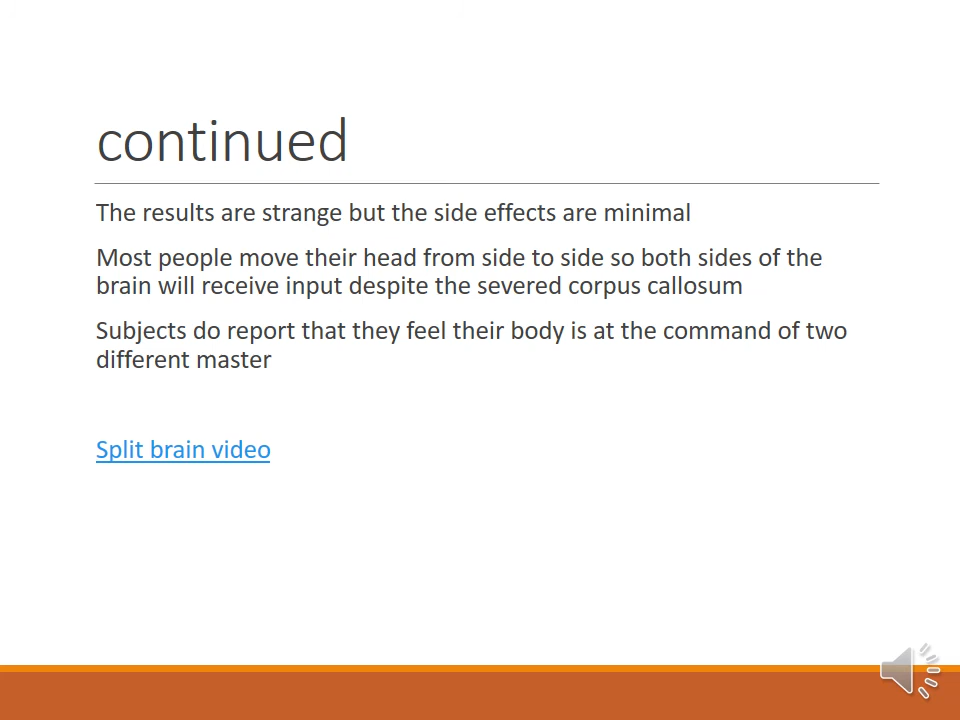 continued
The results are strange but the side effects are minimal
Most people move their head from side to side so both sides of the
brain will receive input despite the severed corpus callosum
Subjects do report that they feel their body is at the command of two
different master
Split brain video